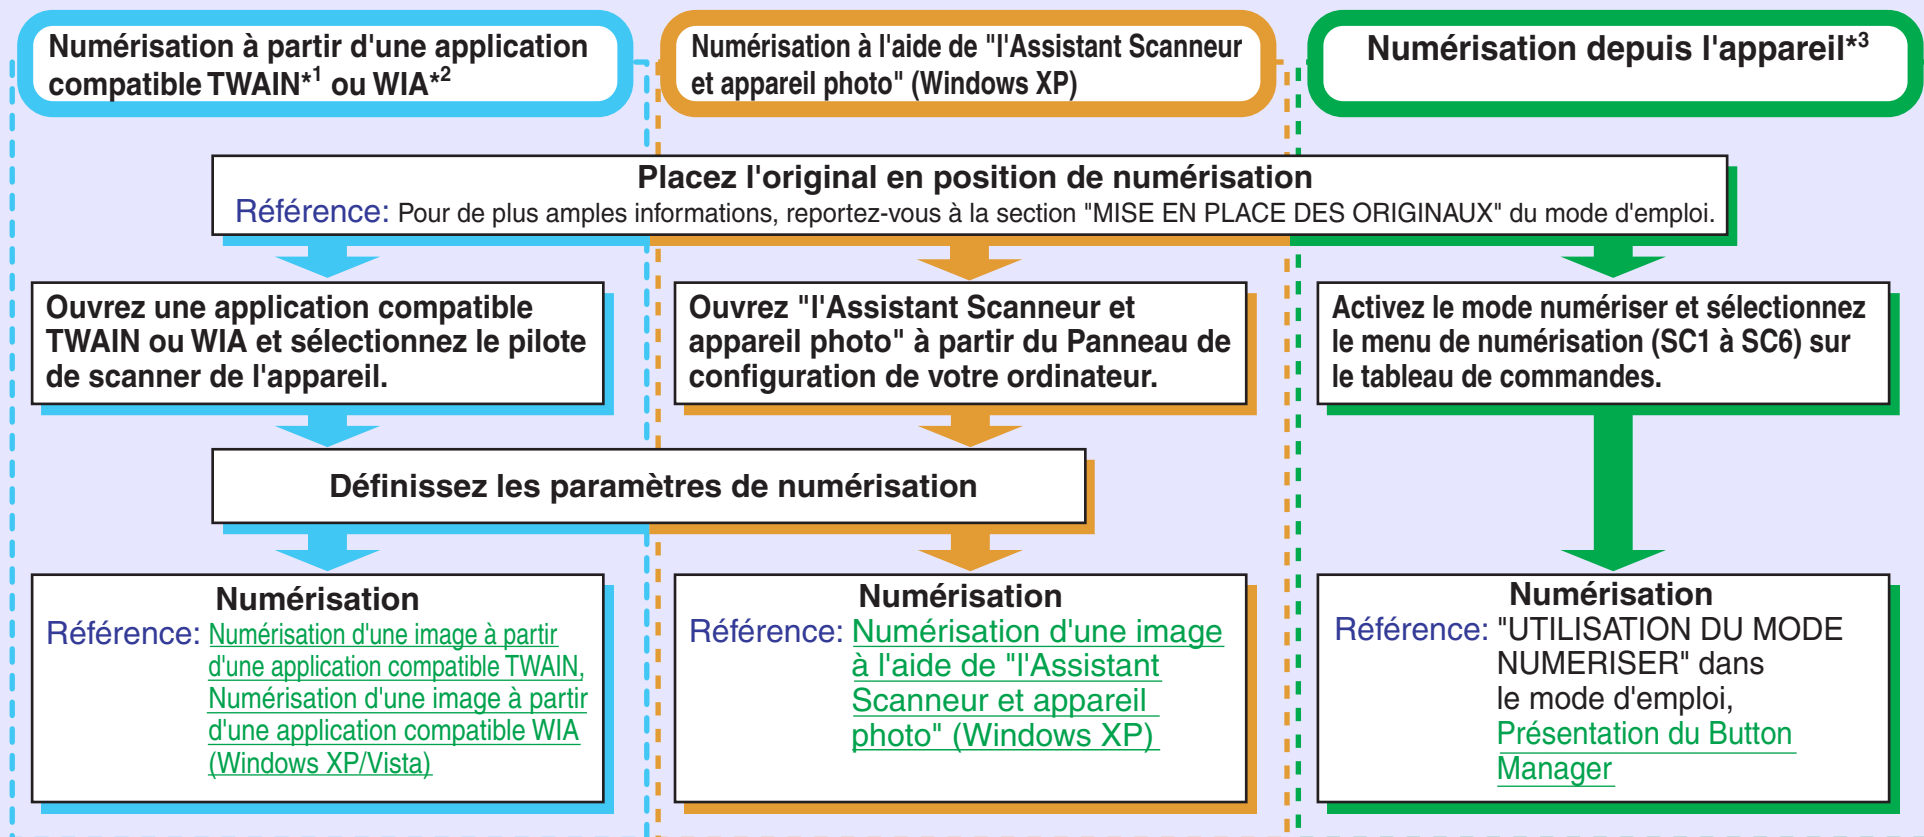 Numérisation à partir d'une application
compatible TWAIN*1 ou WIA*2
Numérisation à l'aide de "l'Assistant Scanneur
et appareil photo" (Windows XP)
Numérisation depuis l'appareil*3
Placez l'original en position de numérisation
Référence: Pour de plus amples informations, reportez-vous à la section "MISE EN PLACE DES ORIGINAUX" du mode d'emploi.
Ouvrez une application compatible
TWAIN ou WIA et sélectionnez le pilote
de scanner de l'appareil.
Ouvrez "l'Assistant Scanneur et
appareil photo" à partir du Panneau de
configuration de votre ordinateur.
Activez le mode numériser et sélectionnez
le menu de numérisation (SC1 à SC6) sur
le tableau de commandes.
Définissez les paramètres de numérisation
Numérisation
Référence: Numérisation d'une image à partir
d'une application compatible TWAIN,
Numérisation d'une image à partir
d'une application compatible WIA
(Windows XP/Vista)
Numérisation
Référence: Numérisation d'une image
à l'aide de "l'Assistant
Scanneur et appareil
photo" (Windows XP)
Numérisation
Référence: "UTILISATION DU MODE
NUMERISER" dans
le mode d'emploi,
Présentation du Button
Manager